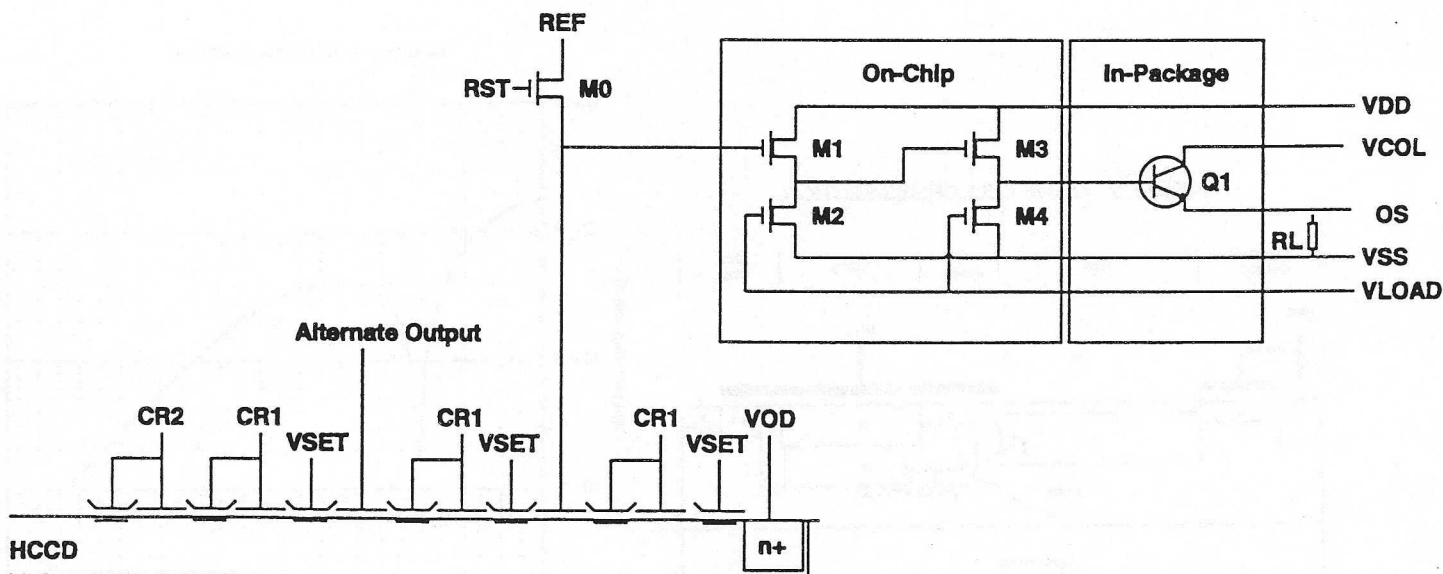 REF
On-Chip
In-Package
RST
M0
VDD
M1
M3
VCOL
Q1
M2
M4
OS
RL
VSS
VLOAD
Alternate Output
CR2
CR1
VSET
CR1
VSET
CR1
VSET
VOD
HCCD
n+